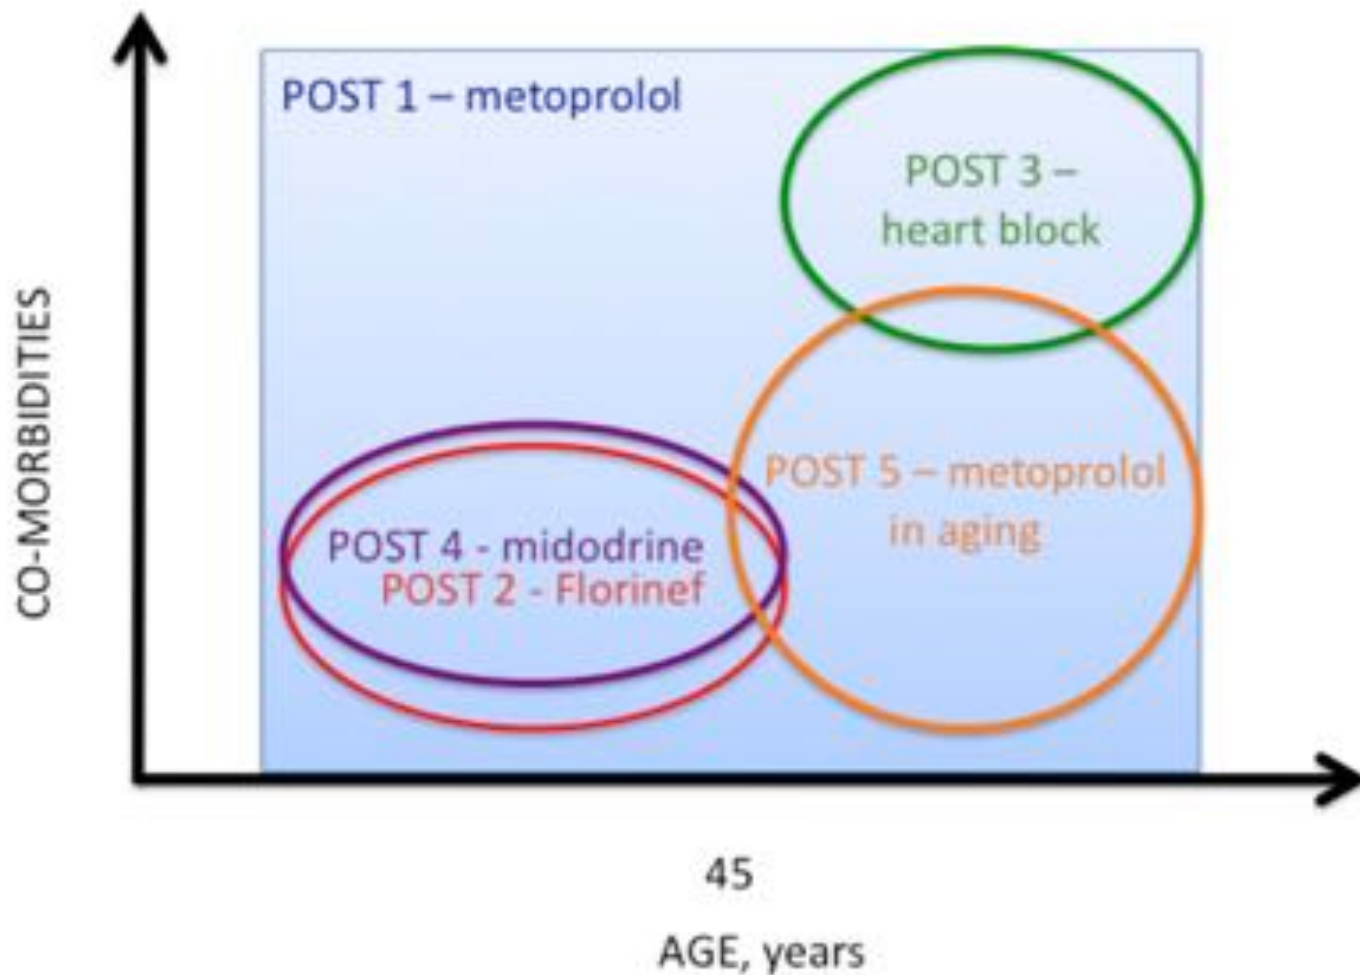 POST 1 – metoprolol
POST 3 –
heart block
CO-MORBIDITIES
POST 5 – metoprolol
in aging
POST 4 - midodrine
POST 2 - Florinef
45
AGE, years